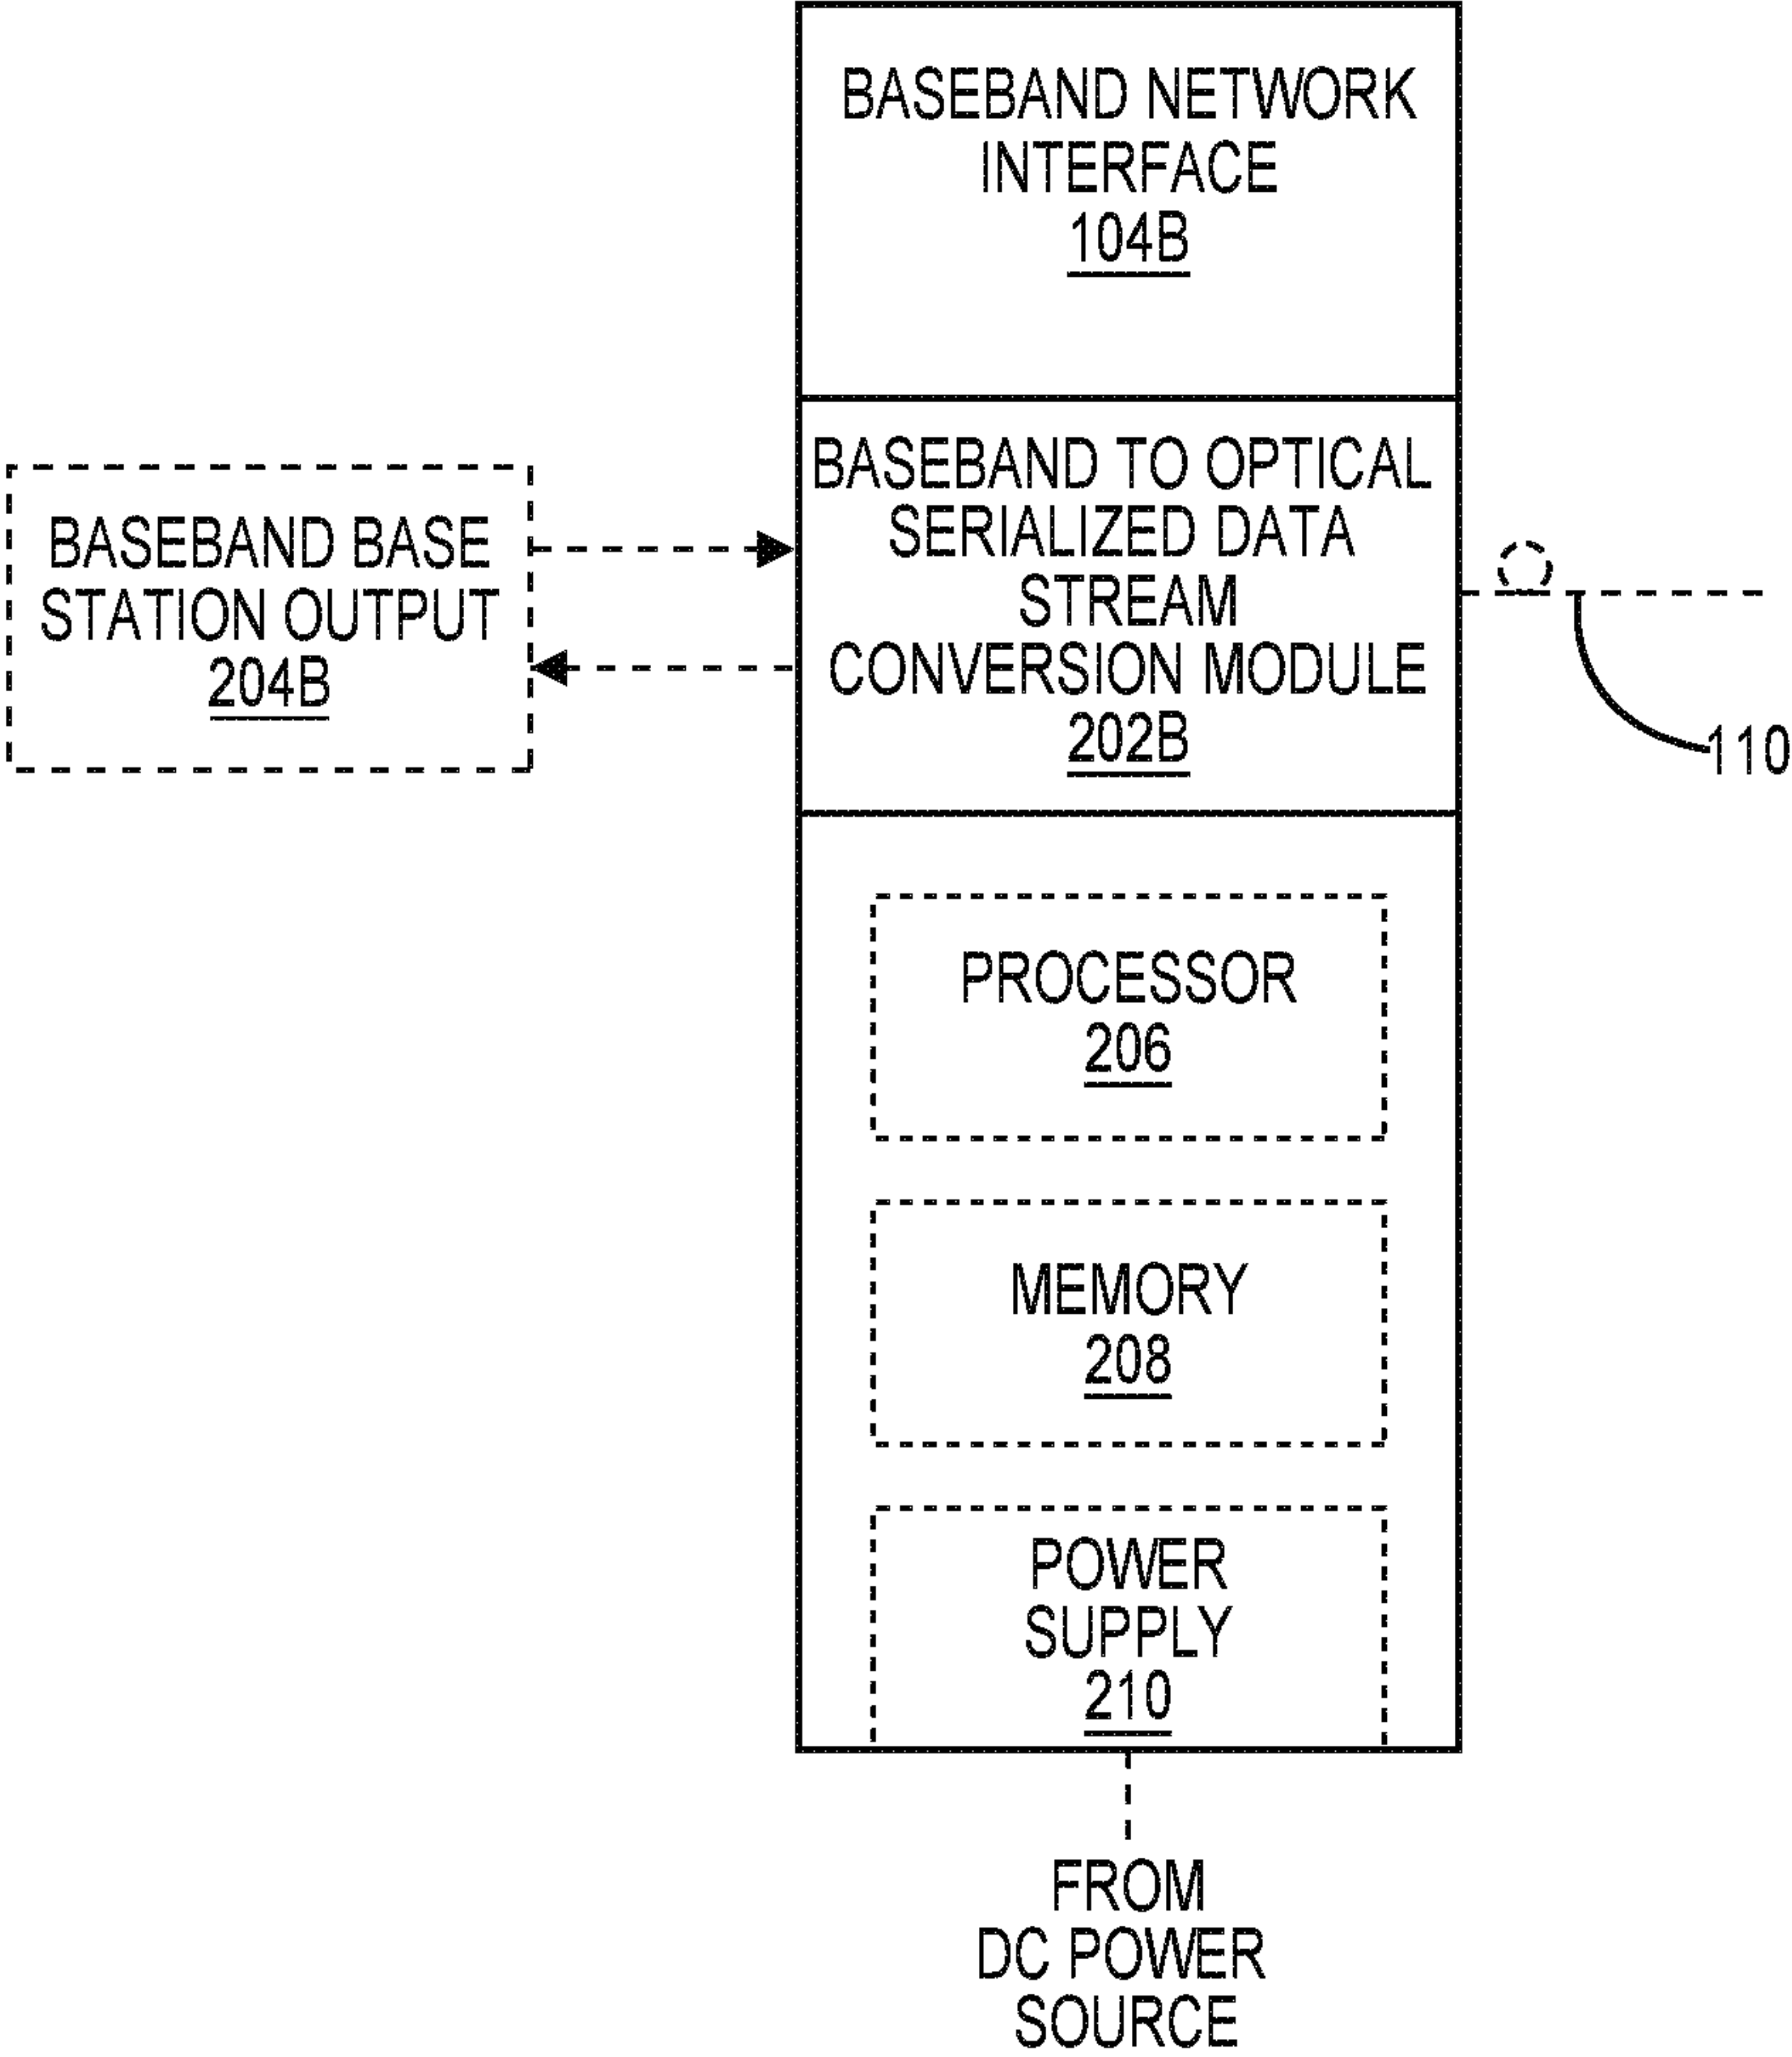 BASEBAND NETWORK
INTERFACE
104B
BASEBAND TO OPTICAL
SERIALIZED DATA
STREAM
CONVERSION MODULE
202B
BASEBAND BASE
STATION OUTPUT
204B
110
PROCESSOR
206
MEMORY
208
POWER
SUPPLY
210
FROM
DC POWER
SOURCE